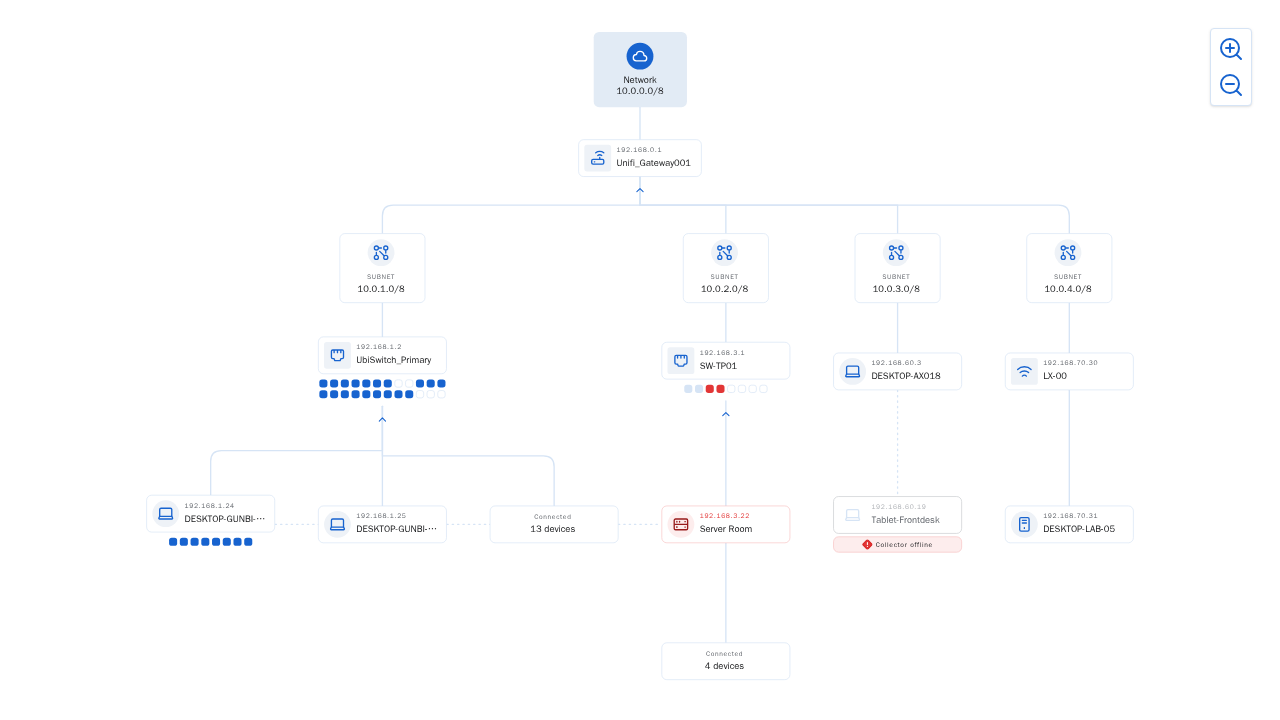 Network
10.0.0.0/8
192.168.0.1
Unifi_Gateway001
SUBNET
10.0.1.0/8
SUBNET
10.0.2.0/8
SUBNET
10.0.3.0/8
SUBNET
10.0.4.0/8
192.168.1.2
UbiSwitch_Primary
192.168.3.1
SW-TP01
192.168.60.3
DESKTOP-AX018
192.168.70.30
LX-00
192.168.1.24
DESKTOP-GUNBI-···
192.168.1.25
DESKTOP-GUNBI-···
Connected
13 devices
192.168.3.22
Server Room
192.168.60.19
Tablet-Frontdesk
Collector offline
192.168.70.31
DESKTOP-LAB-05
Connected
4 devices